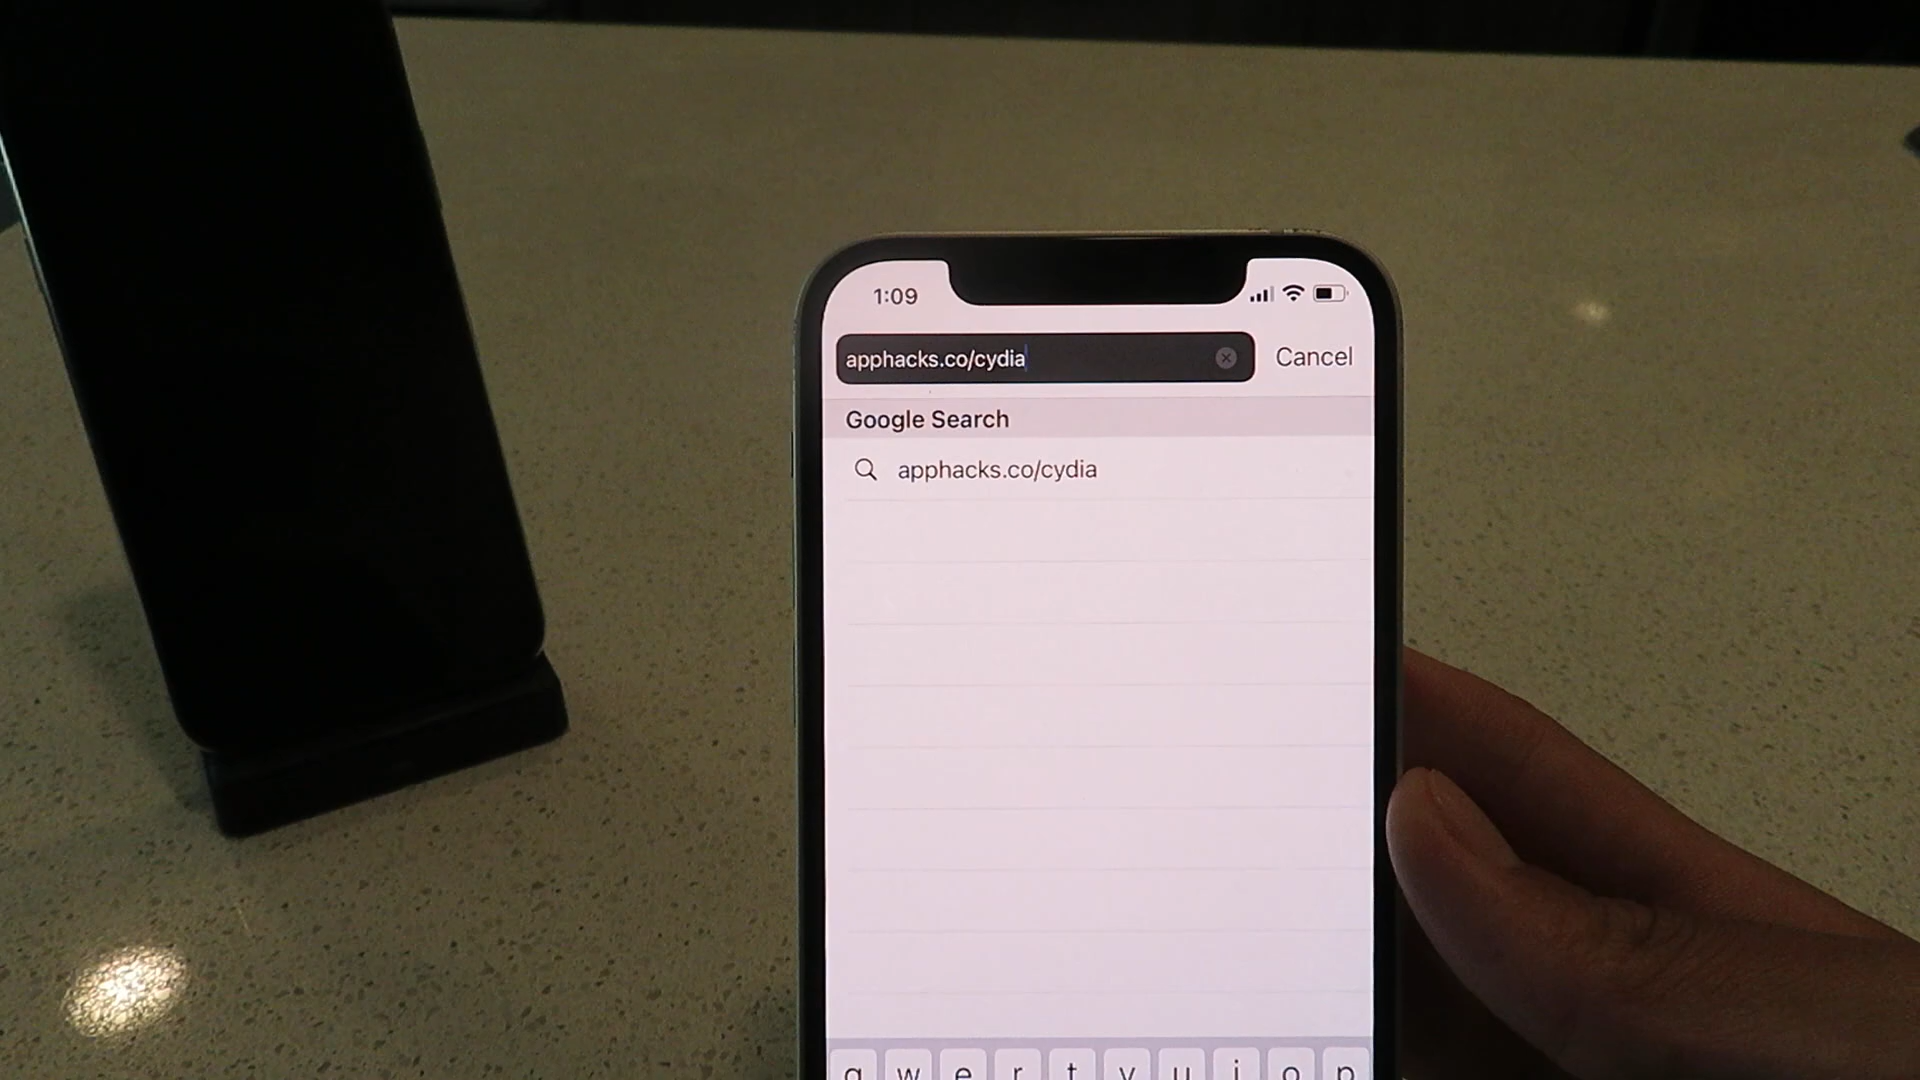 1:09
apphacks.co/cydia
Cancel
Google Search
apphacks.co/cydia
q w e r t y u i o p